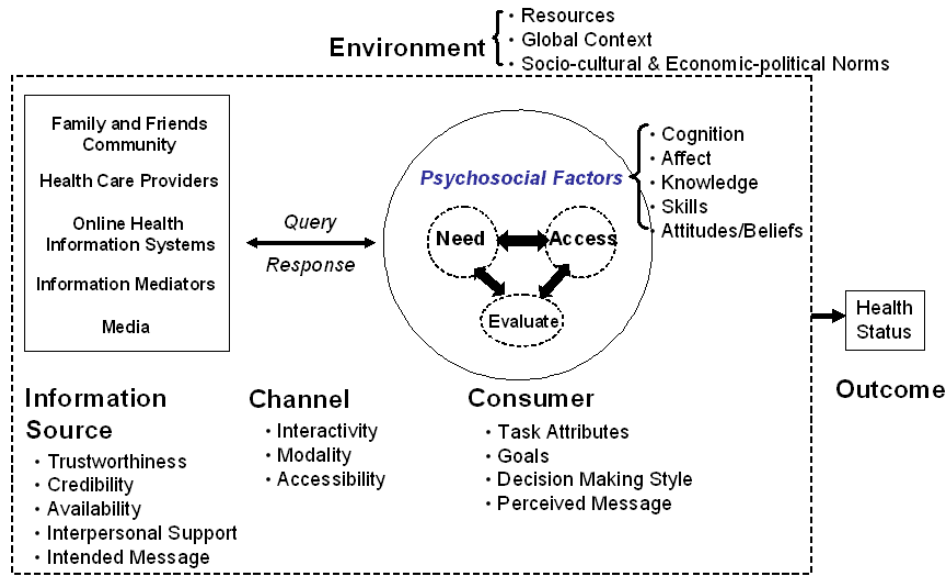 Environment
• Resources
• Global Context
• Socio-cultural & Economic-political Norms
Family and Friends
Community
Health Care Providers
Online Health
Information Systems
Information Mediators
Media
Query
Response
Psychosocial Factors
• Cognition
• Affect
• Knowledge
• Skills
• Attitudes/Beliefs
Need
Access
Evaluate
Health
Status
Outcome
Information
Source
• Trustworthiness
• Credibility
• Availability
• Interpersonal Support
• Intended Message
Channel
• Interactivity
• Modality
• Accessibility
Consumer
• Task Attributes
• Goals
• Decision Making Style
• Perceived Message